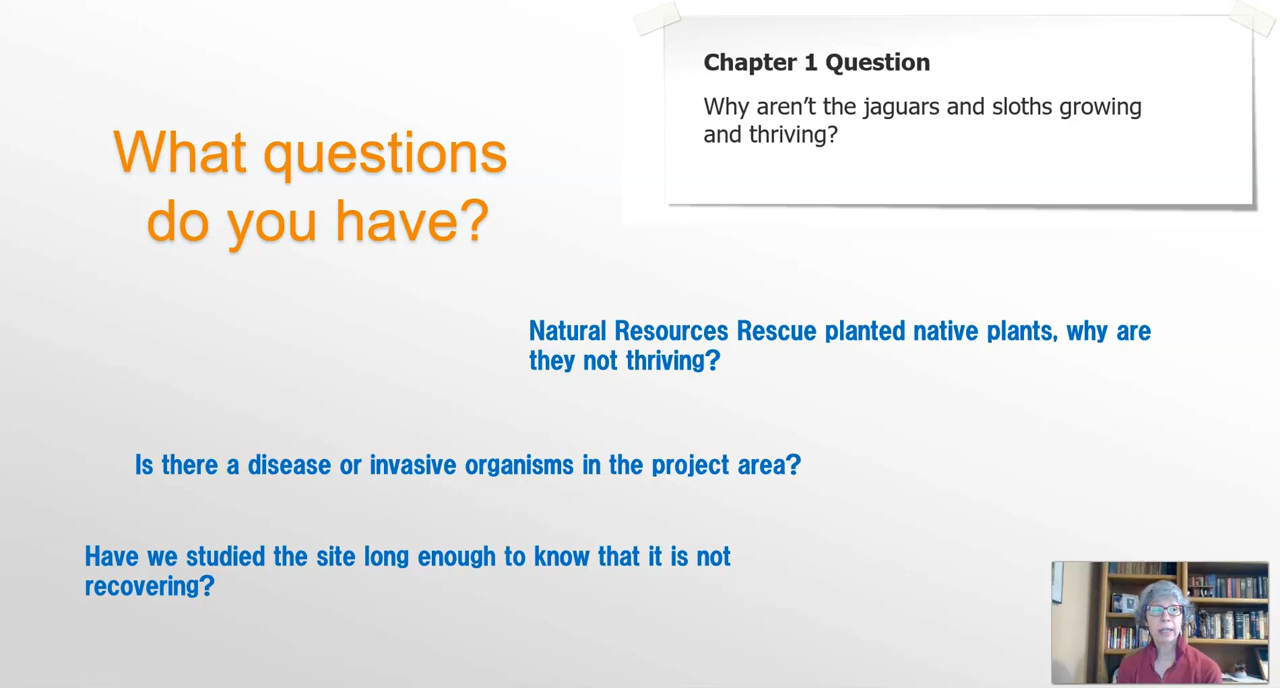 Chapter 1 Question
Why aren't the jaguars and sloths growing
and thriving?
What questions
do you have?
Natural Resources Rescue planted native plants, why are
they not thriving?
Is there a disease or invasive organisms in the project area?
Have we studied the site long enough to know that it is not
recovering?